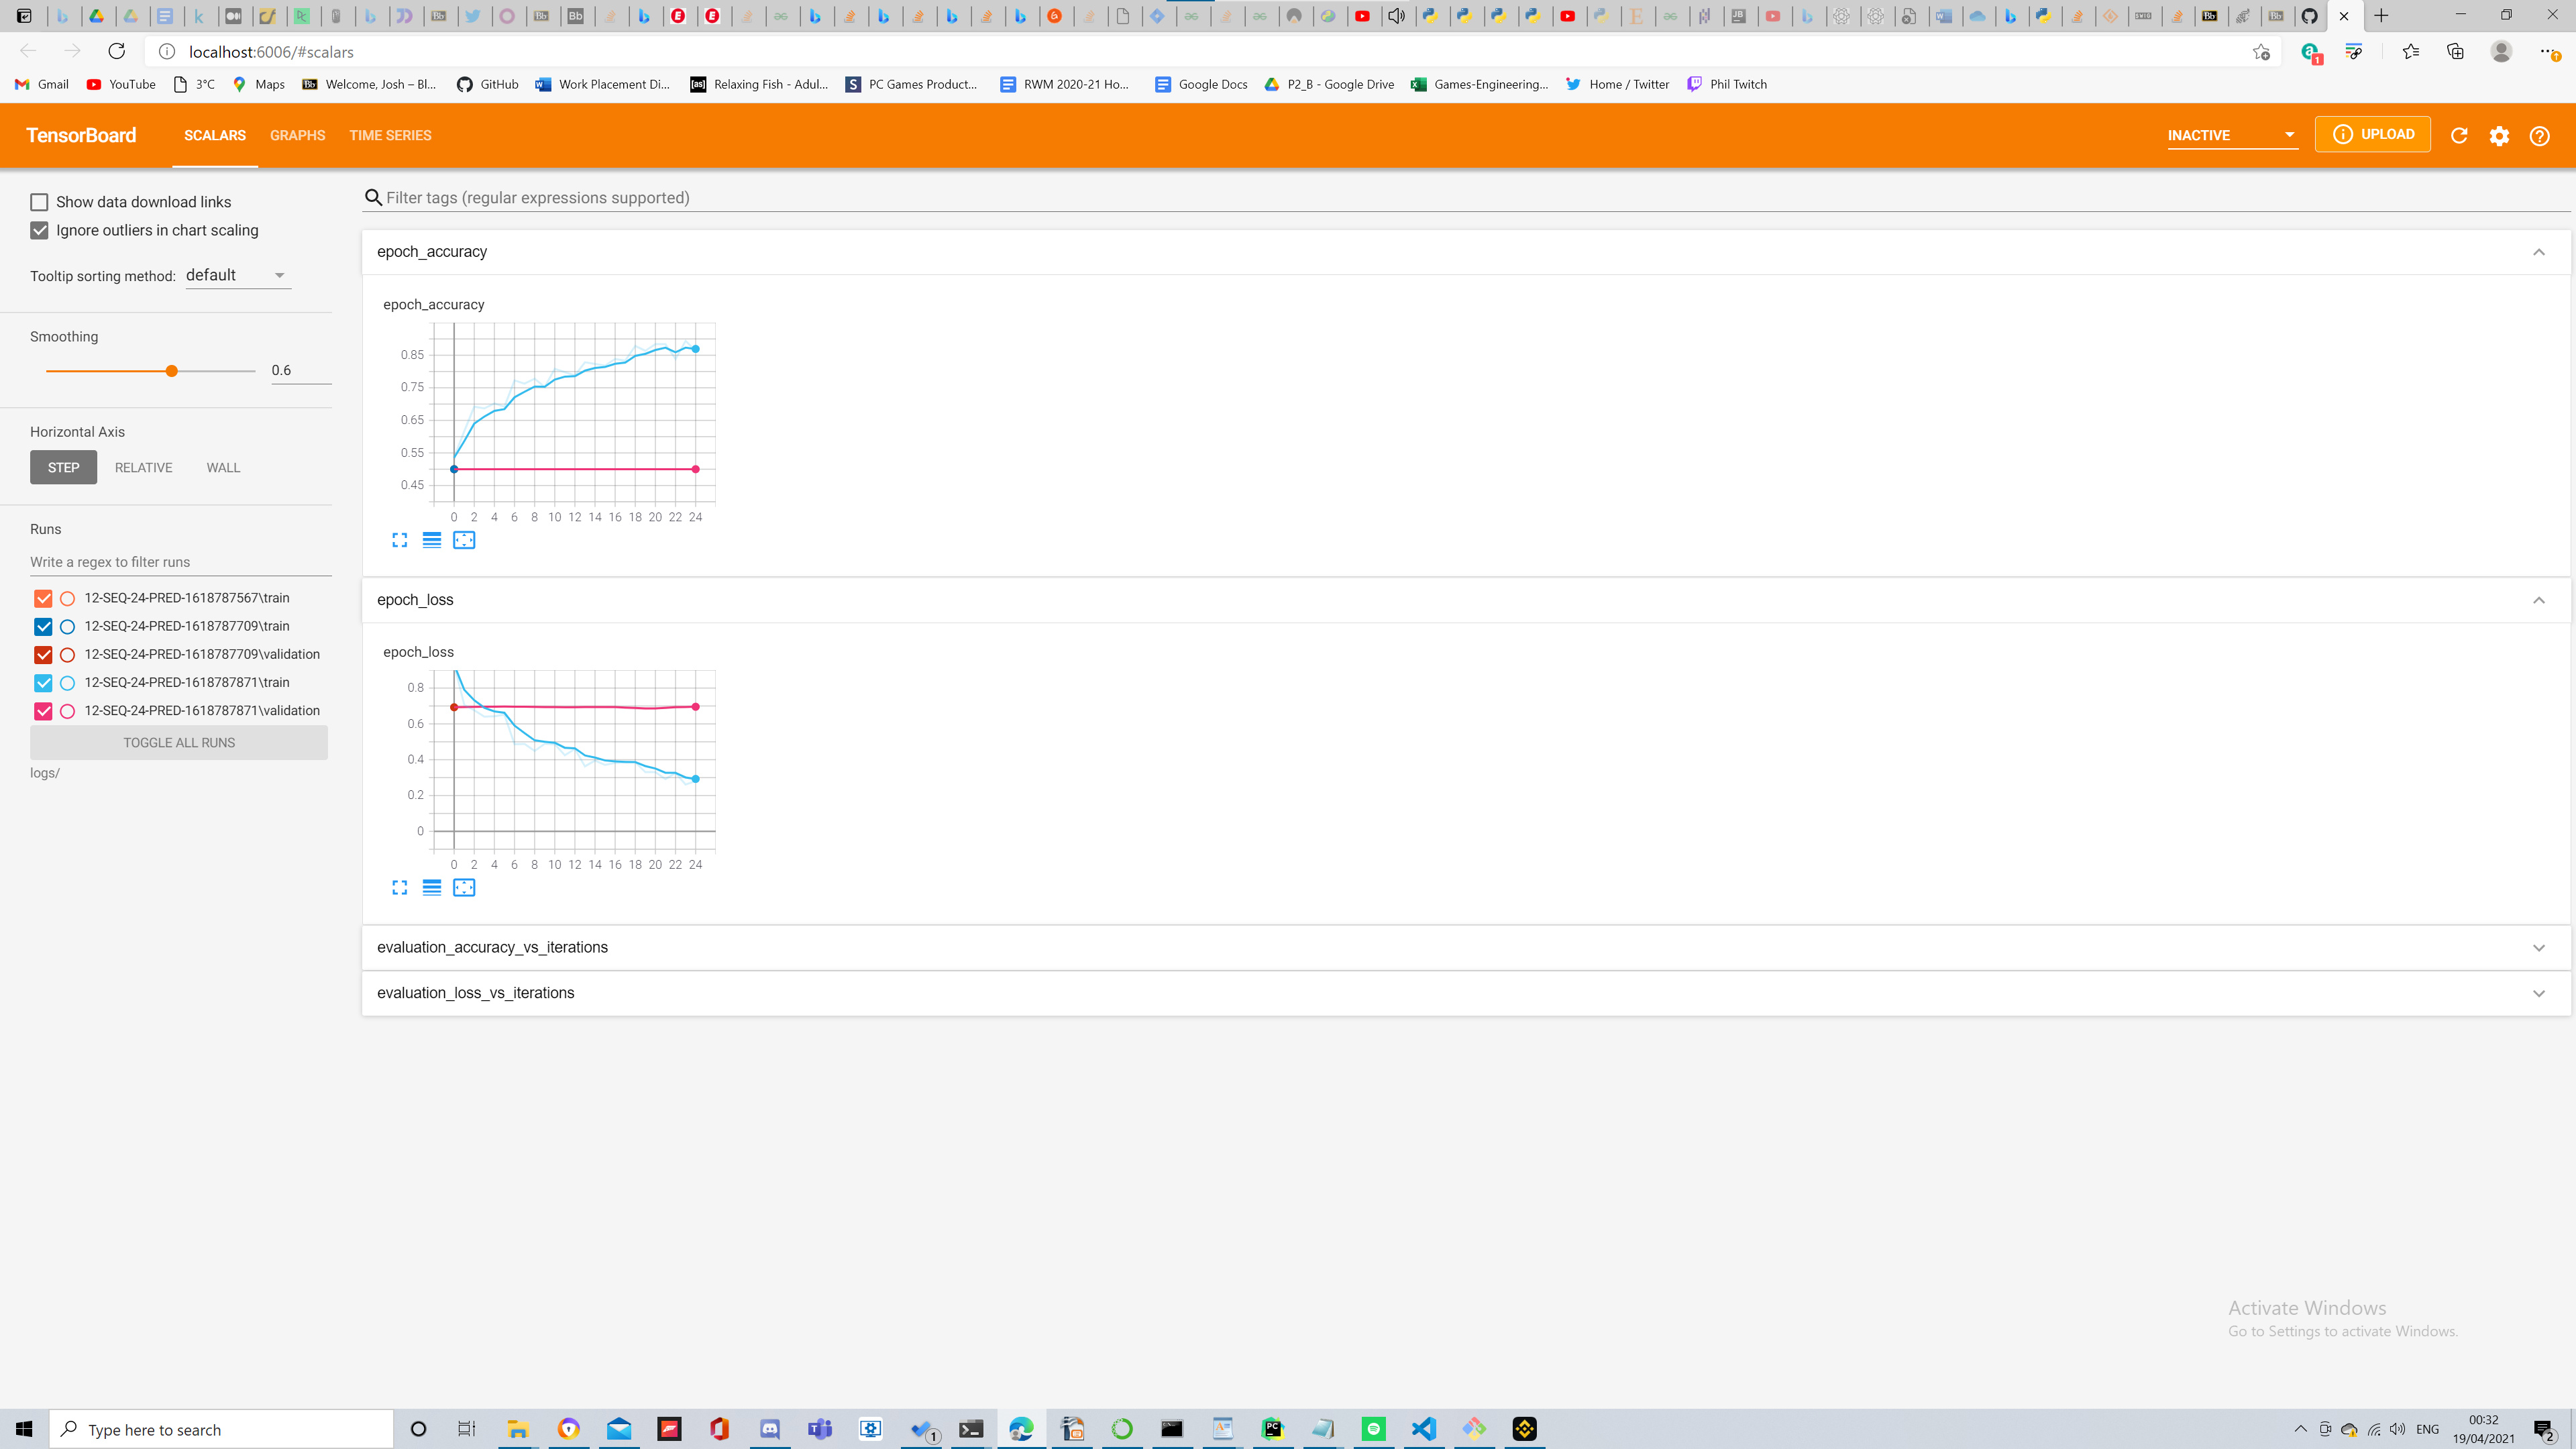 localhost:6006/#scalars
1
Gmail YouTube 3°C Maps Welcome, Josh – Bl... GitHub Work Placement Di... Relaxing Fish - Adul... PC Games Product... RWM 2020-21 Ho... Google Docs P2_B - Google Drive Games-Engineering... Home / Twitter Phil Twitch
TensorBoard SCALARS GRAPHS TIME SERIES INACTIVE UPLOAD
Show data download links
Ignore outliers in chart scaling
Tooltip sorting method: default
Smoothing
0.6
Horizontal Axis
STEP RELATIVE WALL
Runs
Write a regex to filter runs
12-SEQ-24-PRED-1618787567\train
12-SEQ-24-PRED-1618787709\train
12-SEQ-24-PRED-1618787709\validation
12-SEQ-24-PRED-1618787871\train
12-SEQ-24-PRED-1618787871\validation
TOGGLE ALL RUNS
logs/
Filter tags (regular expressions supported)
epoch_accuracy
epoch_accuracy
0.85
0.75
0.65
0.55
0.45
0 2 4 6 8 10 12 14 16 18 20 22 24
epoch_loss
epoch_loss
0.8
0.6
0.4
0.2
0
0 2 4 6 8 10 12 14 16 18 20 22 24
evaluation_accuracy_vs_iterations
evaluation_loss_vs_iterations
Activate Windows
Go to Settings to activate Windows.
Type here to search
1
ENG
00:32
19/04/2021
2